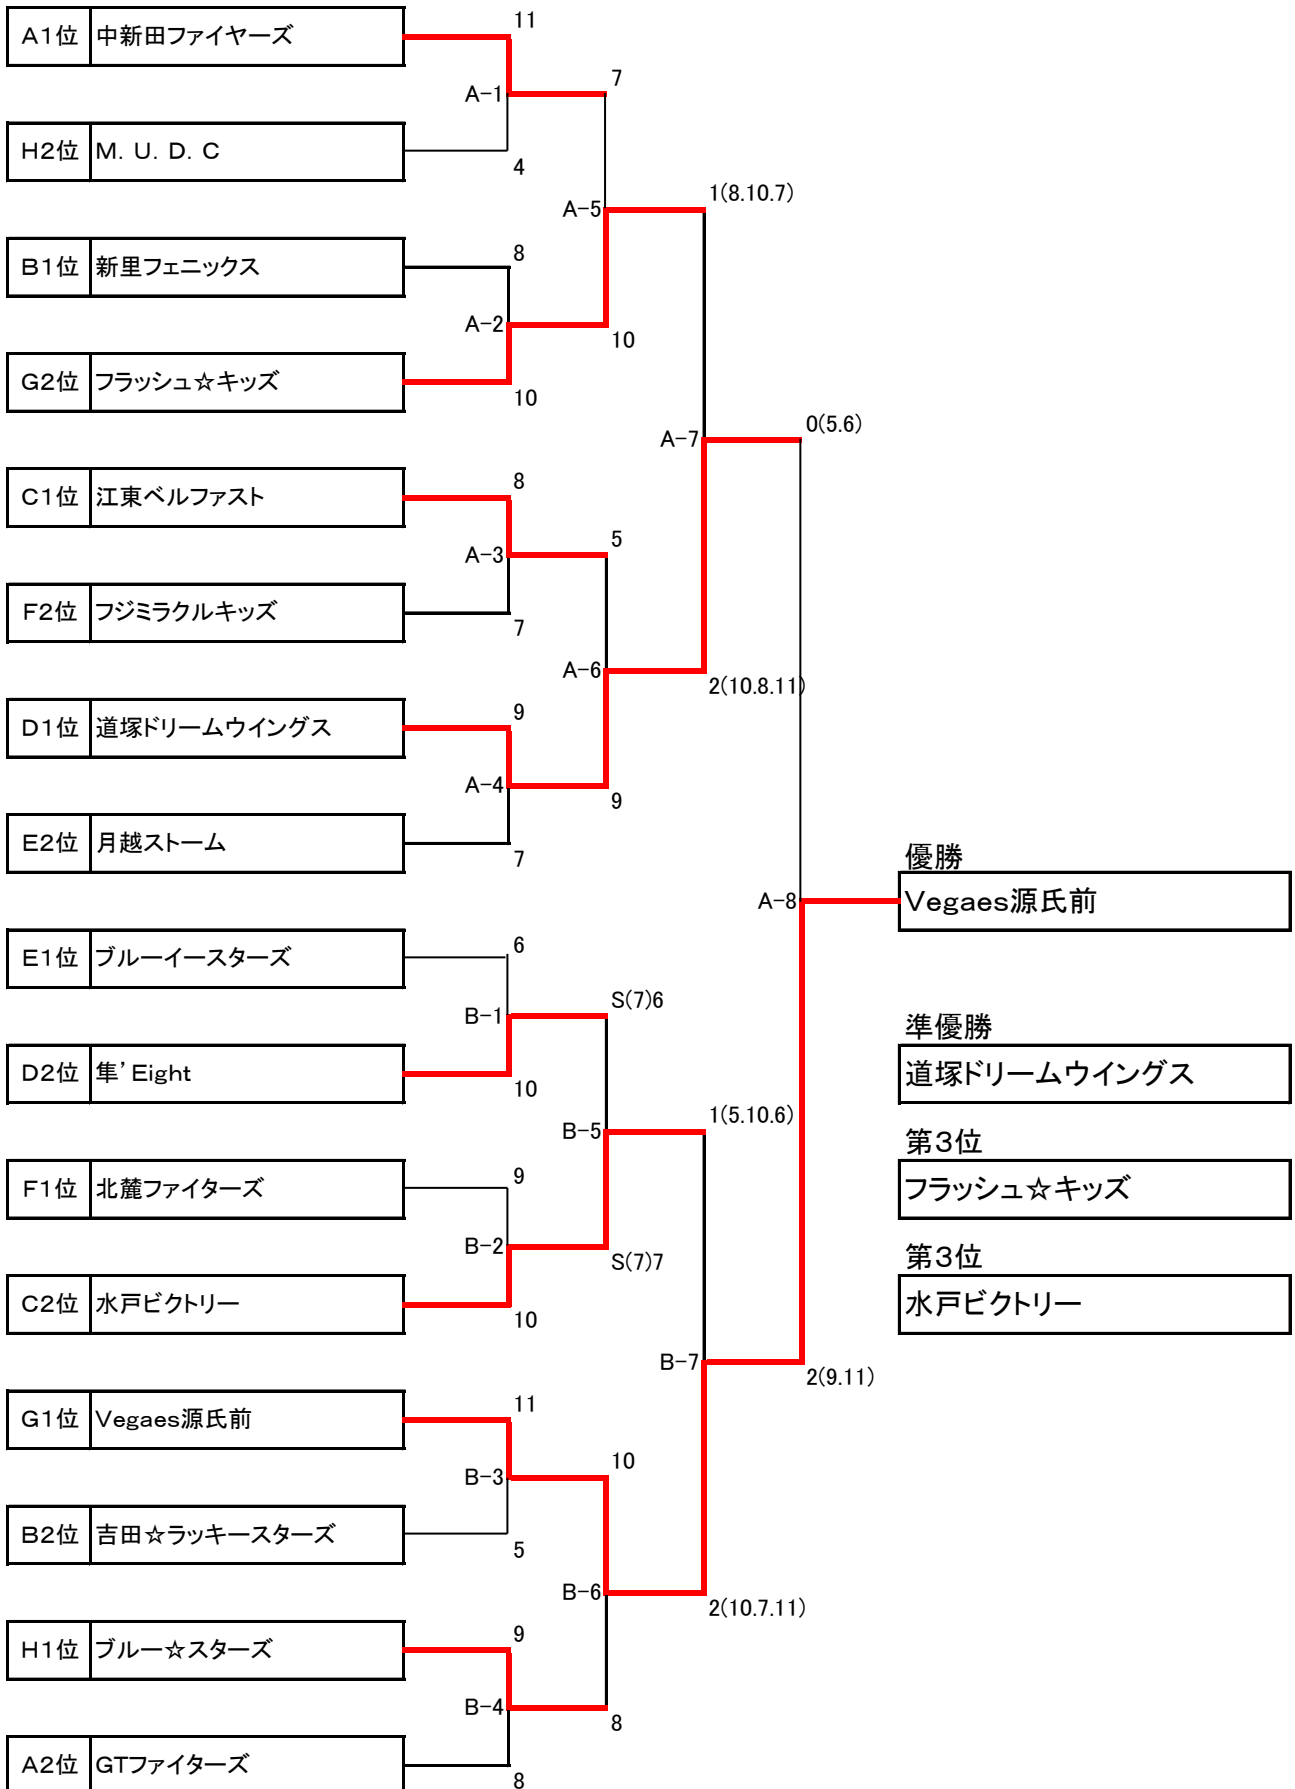 A1位 中新田ファイヤーズ
11
A-1
7
H2位 M．U．D．C
4
A-5
1(8.10.7)
B1位 新里フェニックス
8
A-2
10
G2位 フラッシュ☆キッズ
10
A-7
0(5.6)
C1位 江東ベルファスト
8
A-3
5
F2位 フジミラクルキッズ
7
A-6
2(10.8.11)
D1位 道塚ドリームウイングス
9
A-4
9
E2位 月越ストーム
7
優勝
A-8
Vegaes源氏前
E1位 ブルーイースターズ
6
B-1
S(7)6
準優勝
D2位 隼’Eight
10
道塚ドリームウイングス
B-5
1(5.10.6)
第3位
F1位 北麓ファイターズ
9
フラッシュ☆キッズ
B-2
S(7)7
第3位
C2位 水戸ビクトリー
10
水戸ビクトリー
B-7
2(9.11)
G1位 Vegaes源氏前
11
B-3
10
B2位 吉田☆ラッキースターズ
5
B-6
2(10.7.11)
H1位 ブルー☆スターズ
9
B-4
8
A2位 GTファイターズ
8